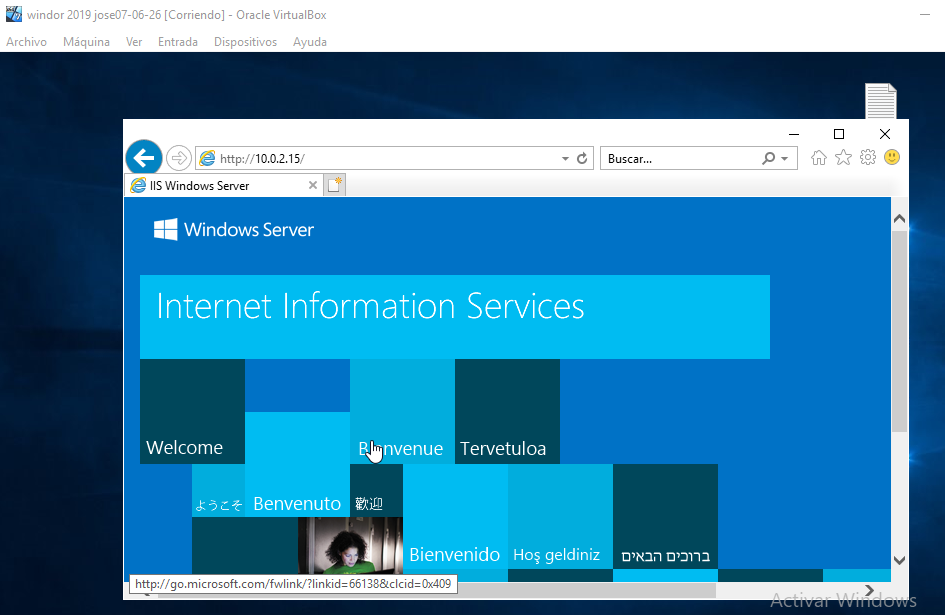 windor 2019 jose07-06-26 [Corriendo] - Oracle VirtualBox
Archivo Máquina Ver Entrada Dispositivos Ayuda
http://10.0.2.15/
Buscar...
IIS Windows Server
Windows Server
Internet Information Services
Welcome
Bienvenue
Tervetuloa
ようこそ
Benvenuto
歡迎
Bienvenido
Hoş geldiniz
ברוכים הבאים
http://go.microsoft.com/fwlink/?linkid=66138&clcid=0x409
Activar Windows